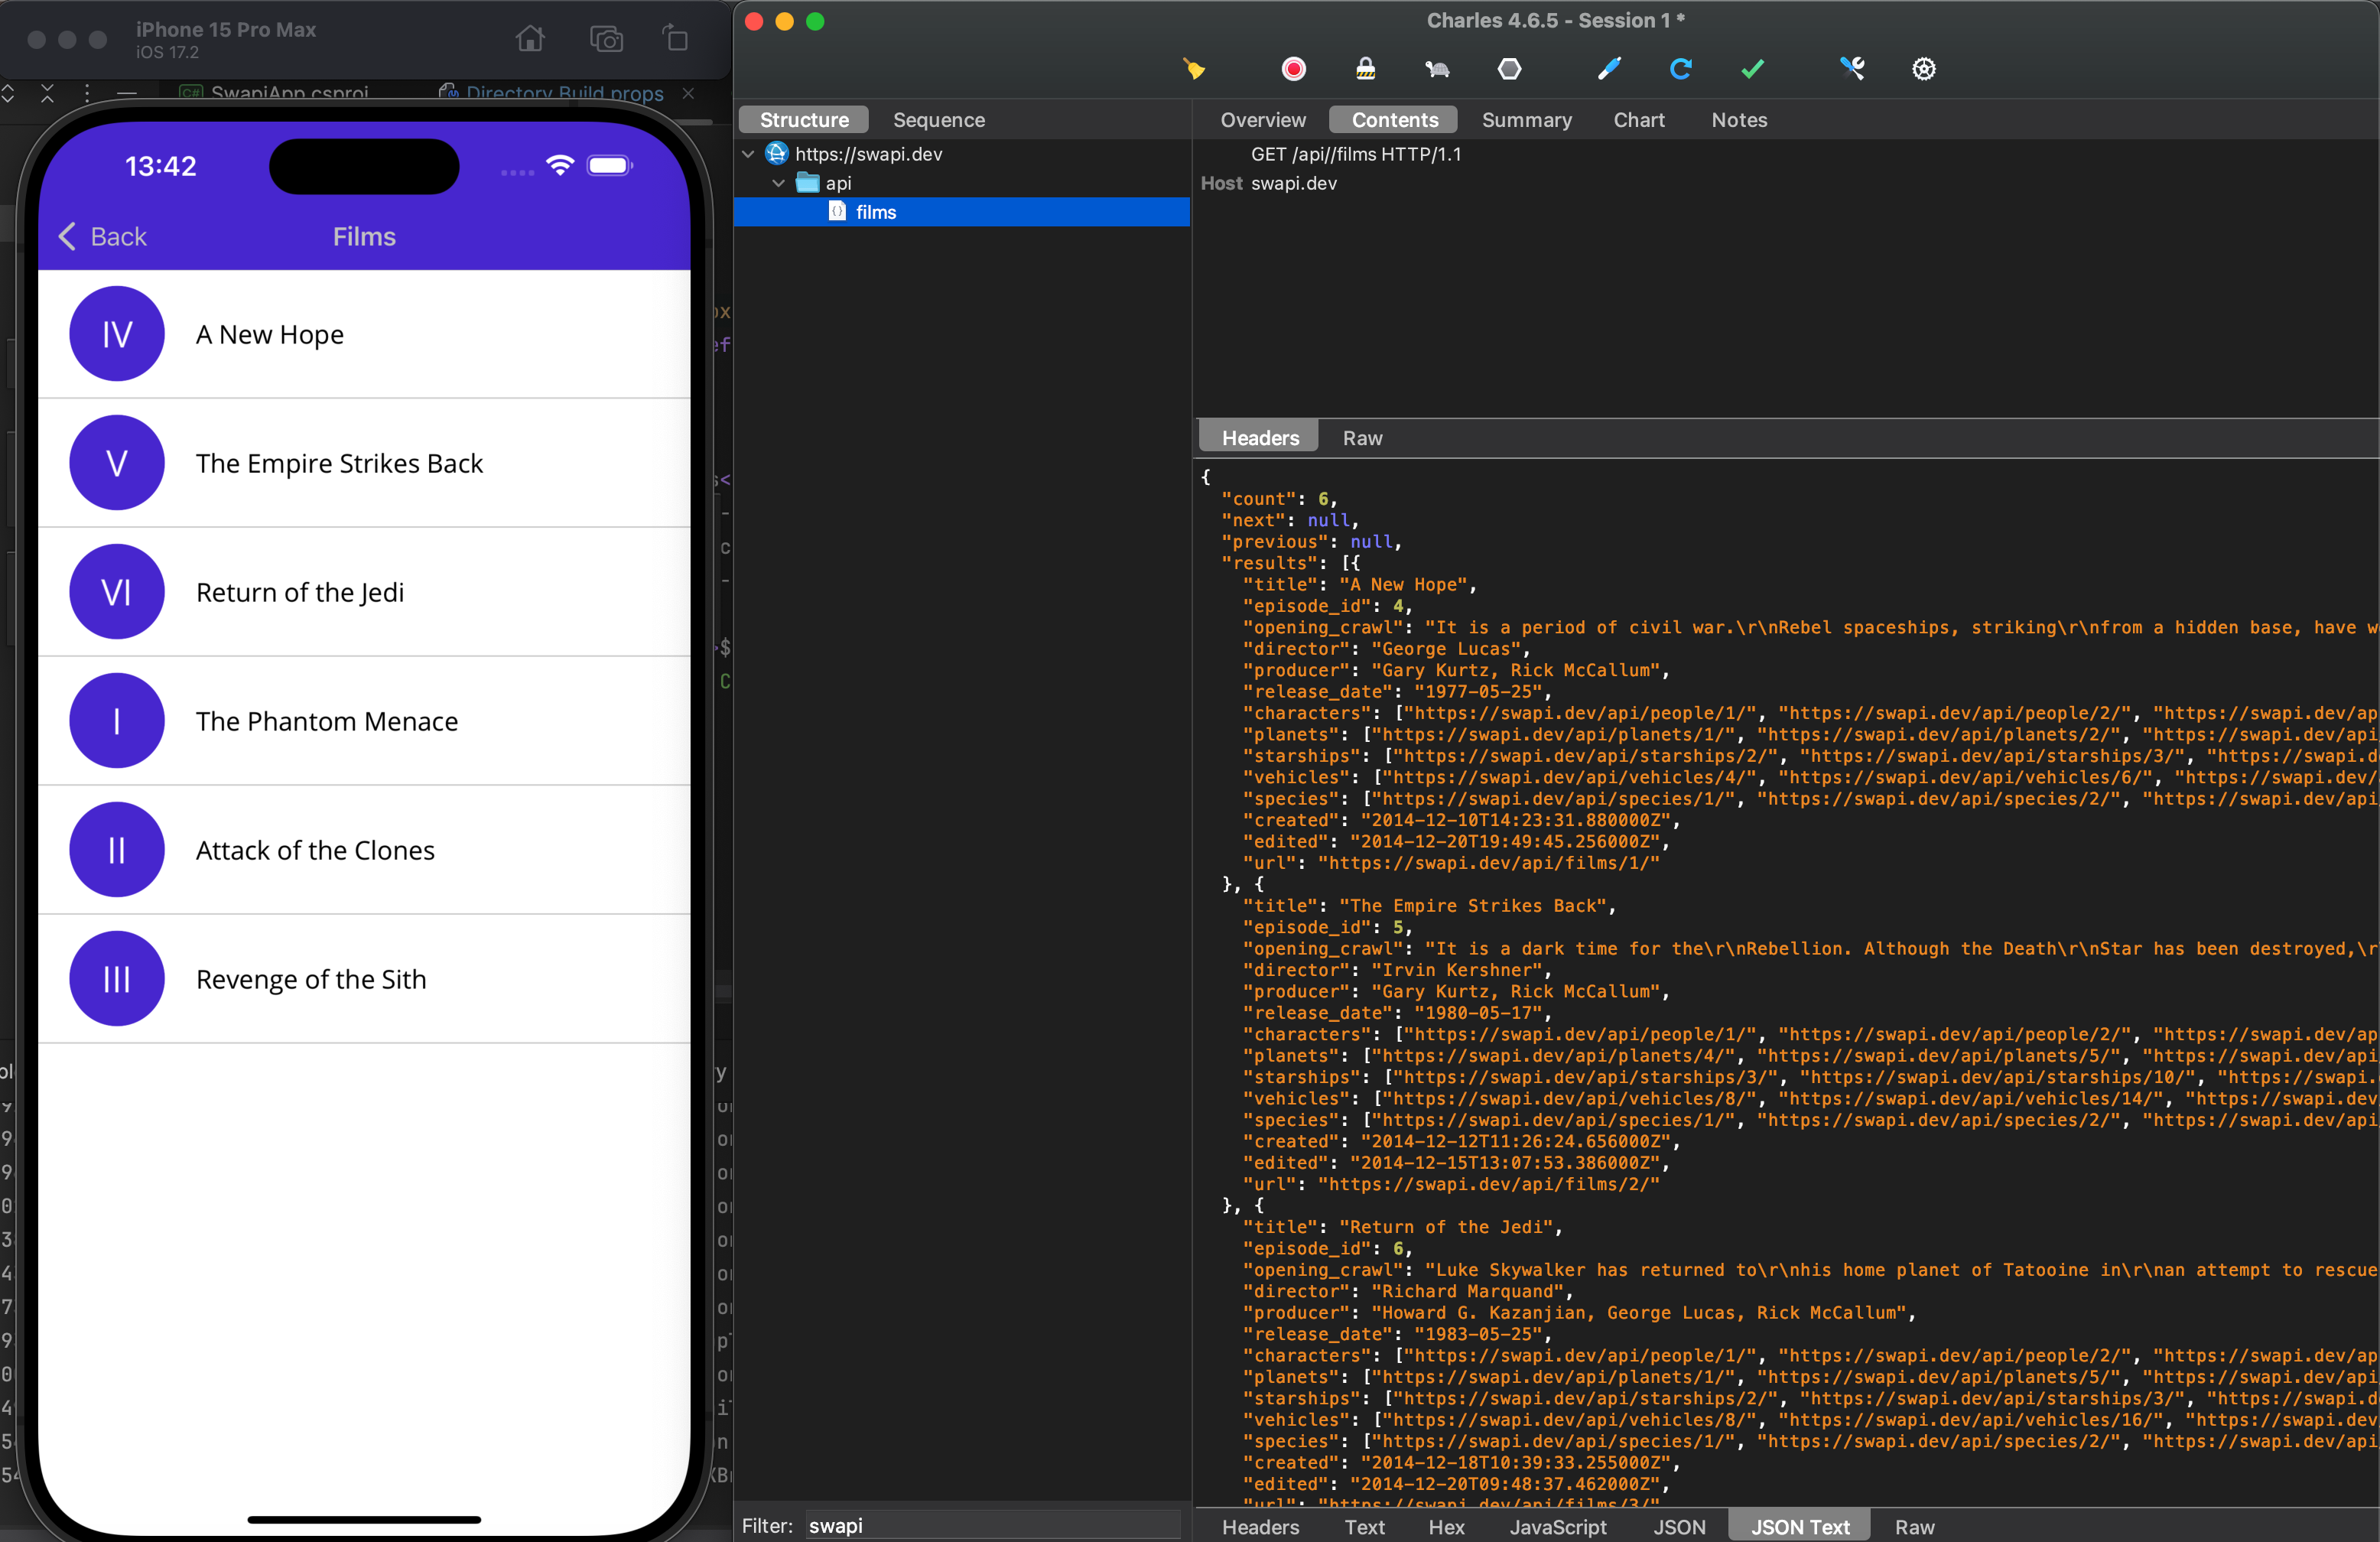 iPhone 15 Pro Max
iOS 17.2
SwapiApp.csproj
Directory.Build.props
13:42
Back
Films
IV
A New Hope
V
The Empire Strikes Back
VI
Return of the Jedi
I
The Phantom Menace
II
Attack of the Clones
III
Revenge of the Sith
Charles 4.6.5 - Session 1 *
Structure
Sequence
https://swapi.dev
api
films
Filter: swapi
Overview
Contents
Summary
Chart
Notes
GET /api//films HTTP/1.1
Host swapi.dev
Headers
Raw
{
"count": 6,
"next": null,
"previous": null,
"results": [{
"title": "A New Hope",
"episode_id": 4,
"opening_crawl": "It is a period of civil war.\r\nRebel spaceships, striking\r\nfrom a hidden base, have w
"director": "George Lucas",
"producer": "Gary Kurtz, Rick McCallum",
"release_date": "1977-05-25",
"characters": ["https://swapi.dev/api/people/1/", "https://swapi.dev/api/people/2/", "https://swapi.dev/ap
"planets": ["https://swapi.dev/api/planets/1/", "https://swapi.dev/api/planets/2/", "https://swapi.dev/api
"starships": ["https://swapi.dev/api/starships/2/", "https://swapi.dev/api/starships/3/", "https://swapi.d
"vehicles": ["https://swapi.dev/api/vehicles/4/", "https://swapi.dev/api/vehicles/6/", "https://swapi.dev/
"species": ["https://swapi.dev/api/species/1/", "https://swapi.dev/api/species/2/", "https://swapi.dev/api
"created": "2014-12-10T14:23:31.880000Z",
"edited": "2014-12-20T19:49:45.256000Z",
"url": "https://swapi.dev/api/films/1/"
}, {
"title": "The Empire Strikes Back",
"episode_id": 5,
"opening_crawl": "It is a dark time for the\r\nRebellion. Although the Death\r\nStar has been destroyed,\r
"director": "Irvin Kershner",
"producer": "Gary Kurtz, Rick McCallum",
"release_date": "1980-05-17",
"characters": ["https://swapi.dev/api/people/1/", "https://swapi.dev/api/people/2/", "https://swapi.dev/ap
"planets": ["https://swapi.dev/api/planets/4/", "https://swapi.dev/api/planets/5/", "https://swapi.dev/api
"starships": ["https://swapi.dev/api/starships/3/", "https://swapi.dev/api/starships/10/", "https://swapi.
"vehicles": ["https://swapi.dev/api/vehicles/8/", "https://swapi.dev/api/vehicles/14/", "https://swapi.dev
"species": ["https://swapi.dev/api/species/1/", "https://swapi.dev/api/species/2/", "https://swapi.dev/api
"created": "2014-12-12T11:26:24.656000Z",
"edited": "2014-12-15T13:07:53.386000Z",
"url": "https://swapi.dev/api/films/2/"
}, {
"title": "Return of the Jedi",
"episode_id": 6,
"opening_crawl": "Luke Skywalker has returned to\r\nhis home planet of Tatooine in\r\nan attempt to rescue
"director": "Richard Marquand",
"producer": "Howard G. Kazanjian, George Lucas, Rick McCallum",
"release_date": "1983-05-25",
"characters": ["https://swapi.dev/api/people/1/", "https://swapi.dev/api/people/2/", "https://swapi.dev/ap
"planets": ["https://swapi.dev/api/planets/1/", "https://swapi.dev/api/planets/5/", "https://swapi.dev/api
"starships": ["https://swapi.dev/api/starships/2/", "https://swapi.dev/api/starships/3/", "https://swapi.d
"vehicles": ["https://swapi.dev/api/vehicles/8/", "https://swapi.dev/api/vehicles/16/", "https://swapi.dev
"species": ["https://swapi.dev/api/species/1/", "https://swapi.dev/api/species/2/", "https://swapi.dev/api
"created": "2014-12-18T10:39:33.255000Z",
"edited": "2014-12-20T09:48:37.462000Z",
"url": "https://swapi.dev/api/films/3/"
Headers
Text
Hex
JavaScript
JSON
JSON Text
Raw